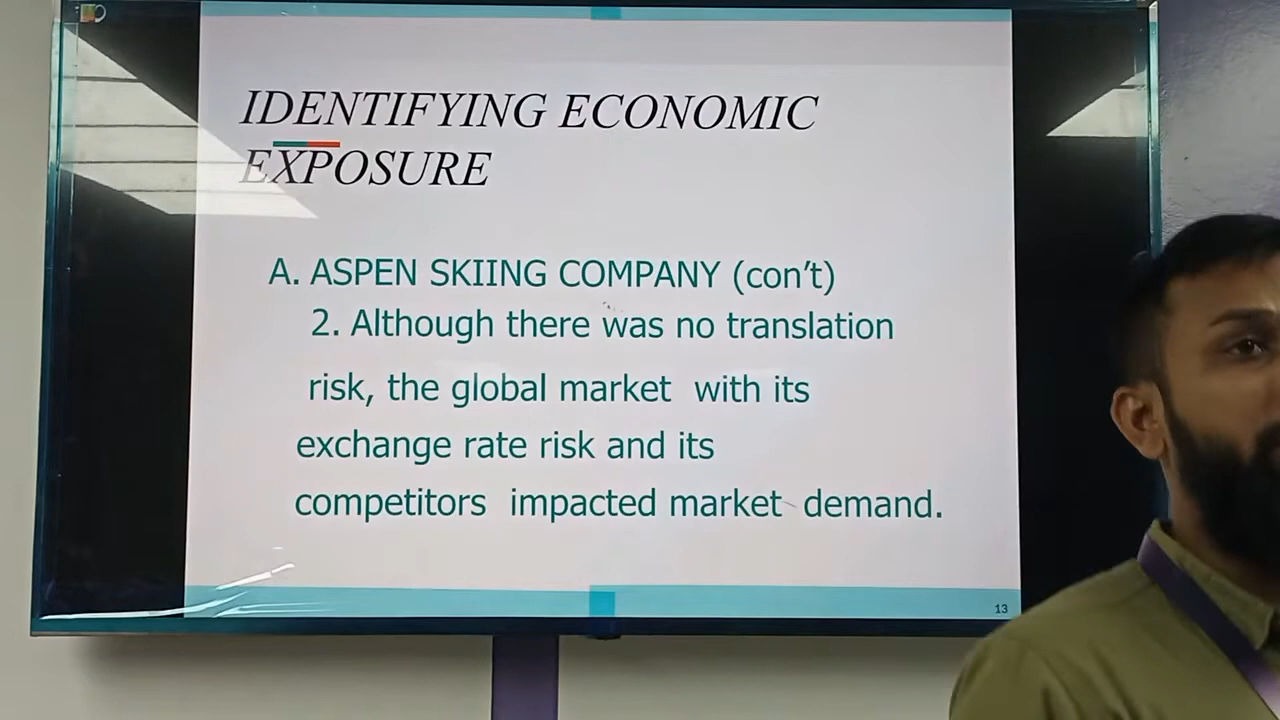 IDENTIFYING ECONOMIC
EXPOSURE
A. ASPEN SKIING COMPANY (con’t)
2. Although there was no translation
risk, the global market with its
exchange rate risk and its
competitors impacted market demand.
13